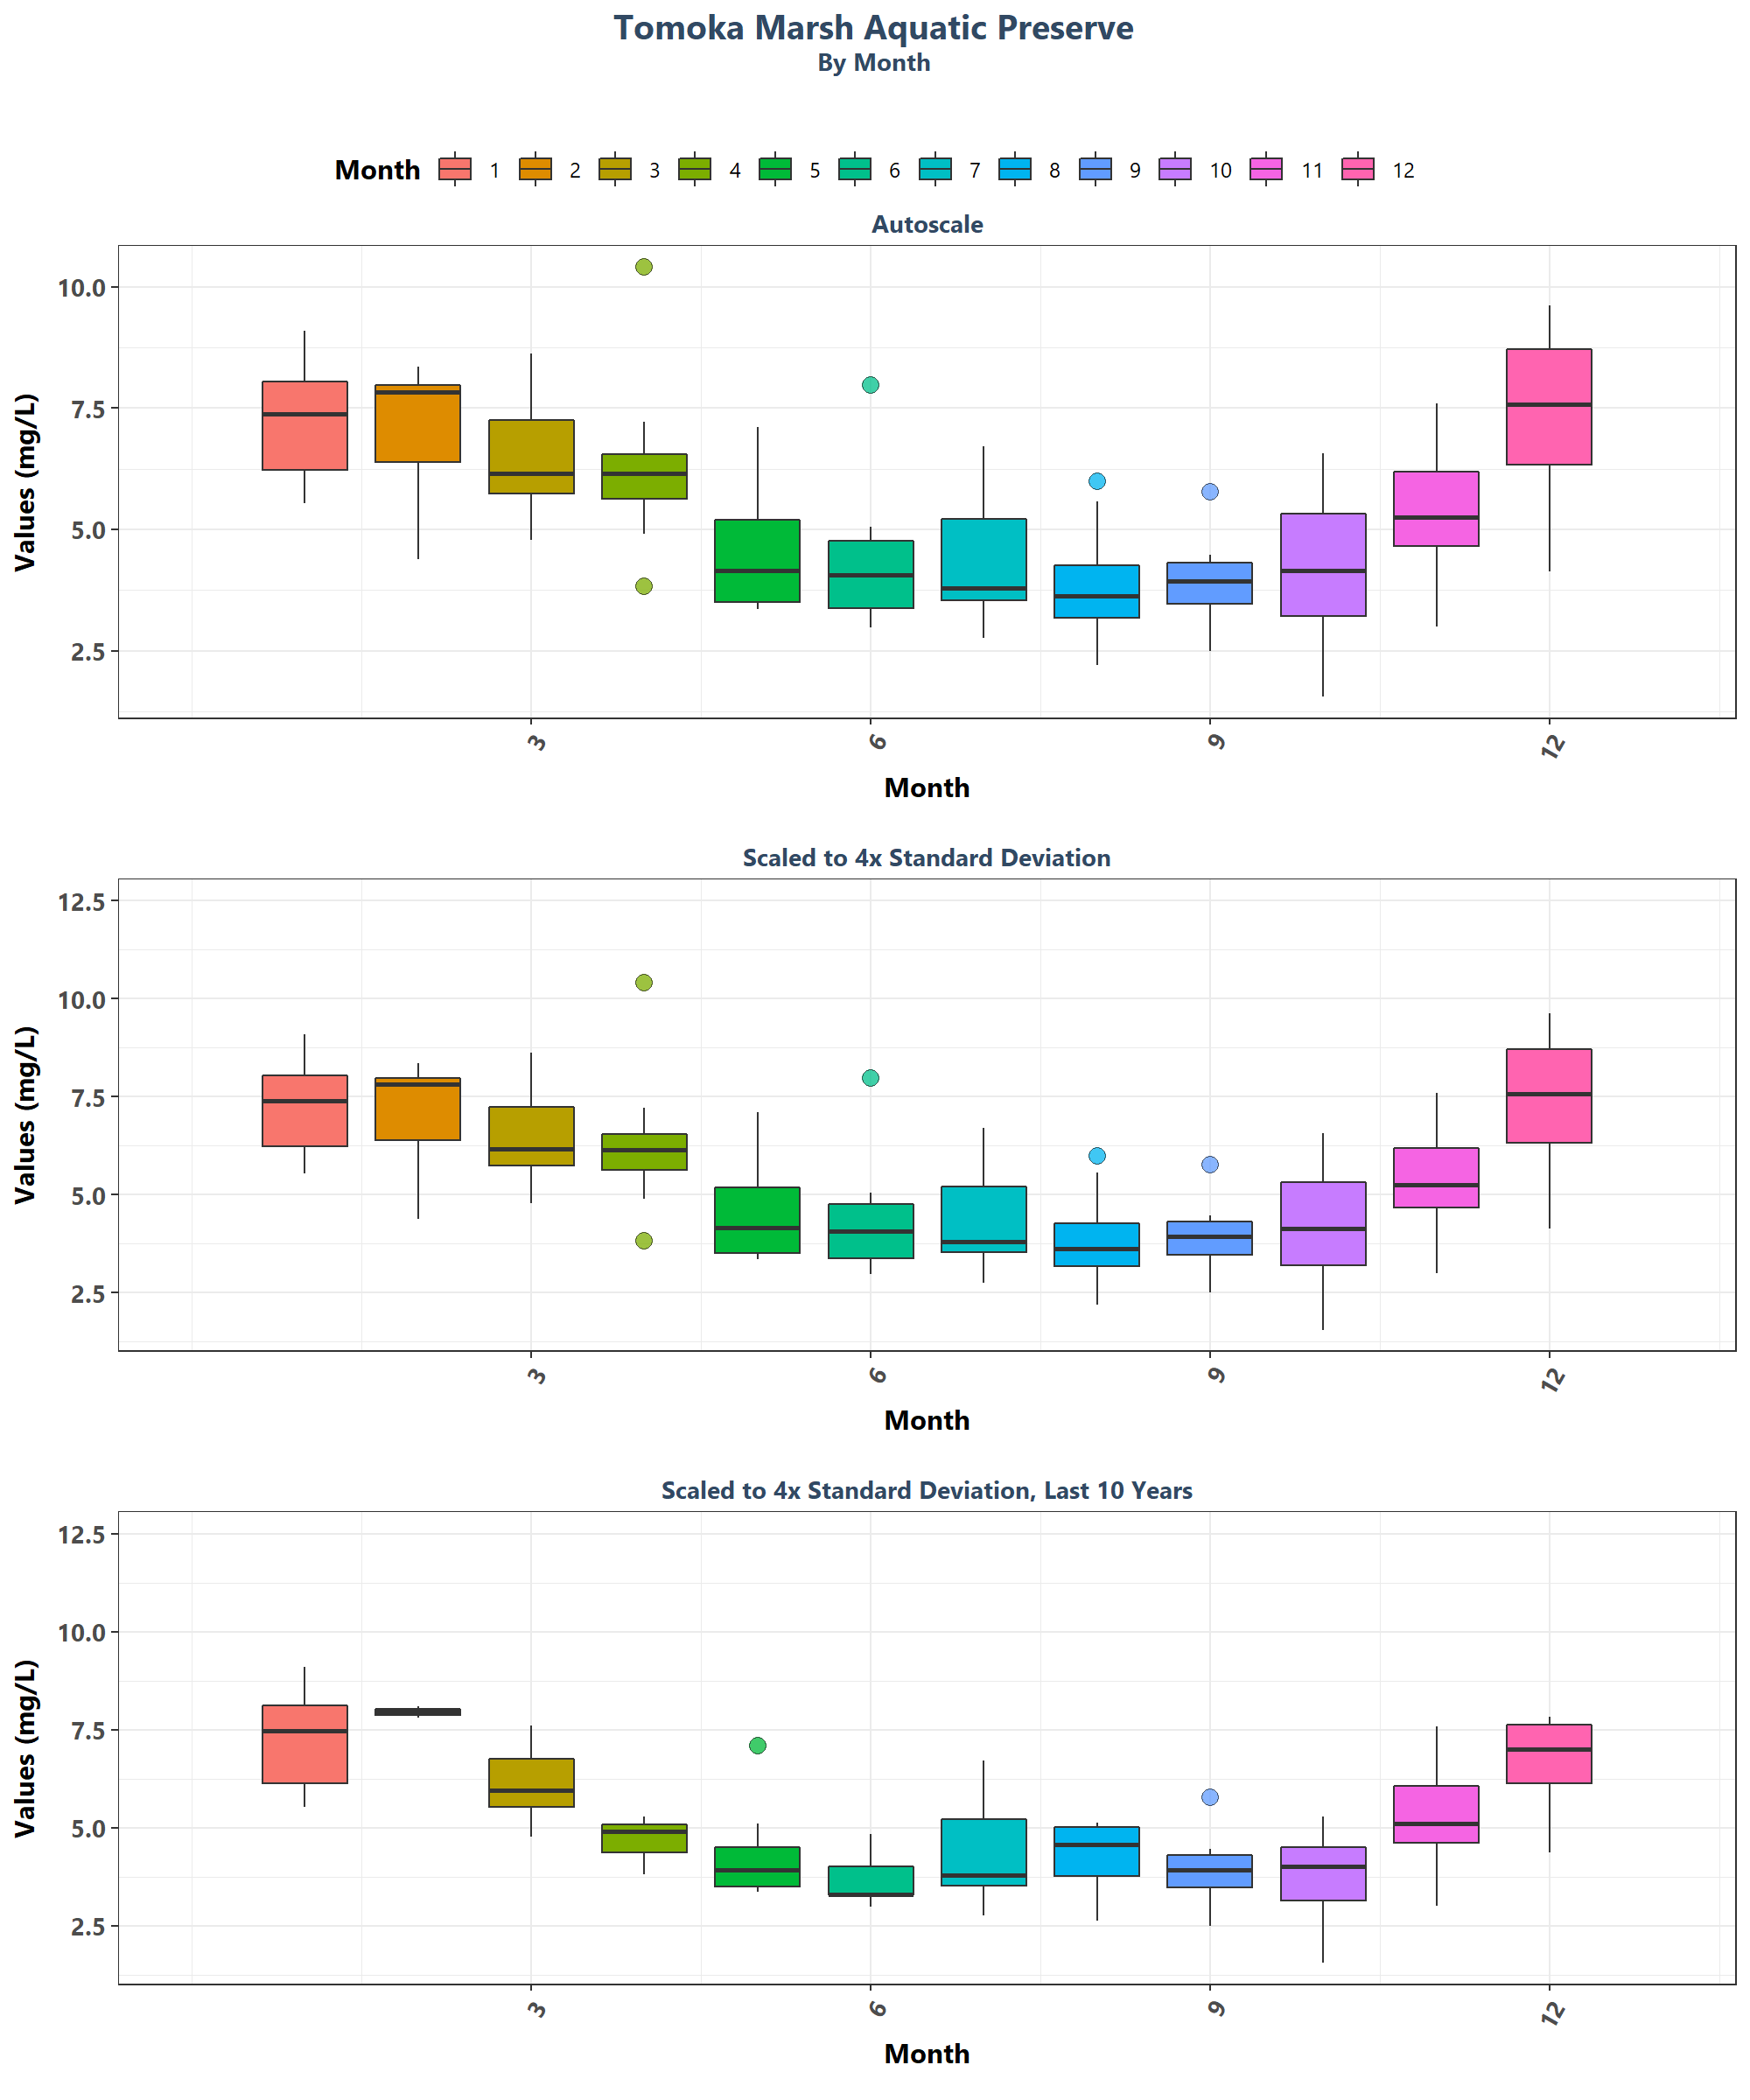 Tomoka Marsh Aquatic Preserve
By Month
Month 1 2 3 4 5 6 7 8 9 10 11 12
Autoscale
Values (mg/L)
10.0
7.5
5.0
2.5
3 6 9 12
Month
Scaled to 4x Standard Deviation
Values (mg/L)
12.5
10.0
7.5
5.0
2.5
3 6 9 12
Month
Scaled to 4x Standard Deviation, Last 10 Years
Values (mg/L)
12.5
10.0
7.5
5.0
2.5
3 6 9 12
Month